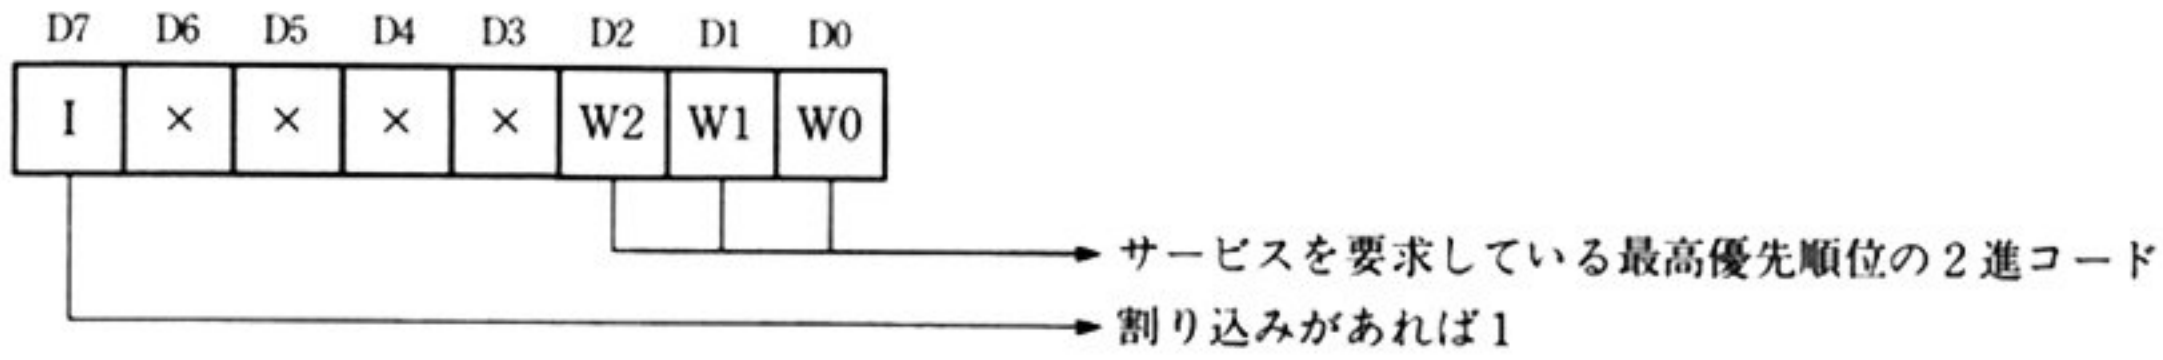 D7 D6 D5 D4 D3 D2 D1 D0
I × × × × W2 W1 W0
サービスを要求している最高優先順位の2進コード
割り込みがあれば1